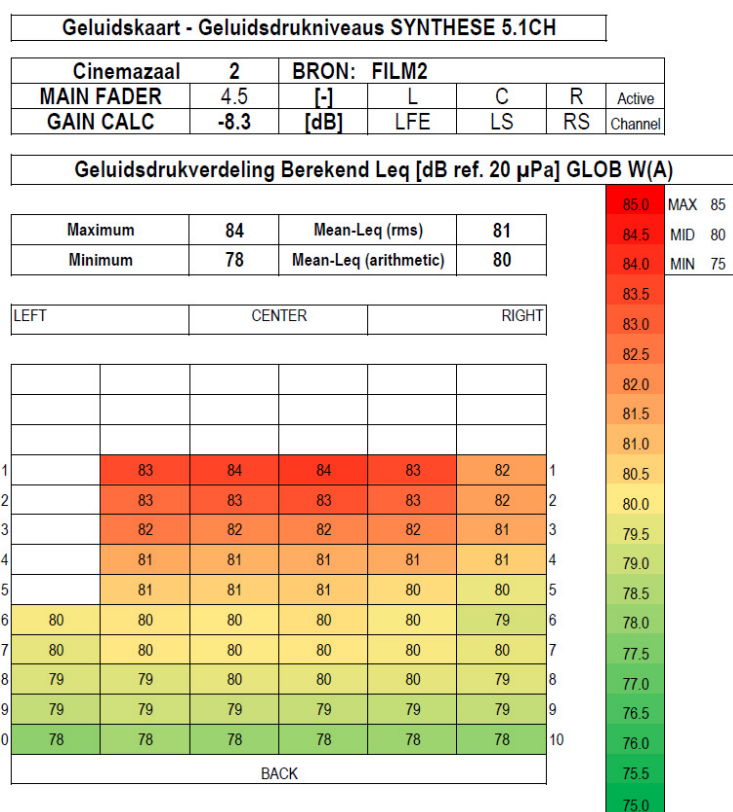 Geluidskaart - Geluidsdrukniveaus SYNTHESE 5.1CH
Cinemazaal 2 BRON: FILM2
MAIN FADER 4.5 [-] L C R Active
GAIN CALC -8.3 [dB] LFE LS RS Channel
Geluidsdrukverdeling Berekend Leq [dB ref. 20 µPa] GLOB W(A)
85.0 MAX 85
Maximum 84 Mean-Leq (rms) 81 84.5 MID 80
Minimum 78 Mean-Leq (arithmetic) 80 84.0 MIN 75
83.5
LEFT CENTER RIGHT 83.0
82.5
82.0
81.5
81.0
1 83 84 84 83 82 1 80.5
2 83 83 83 83 82 2 80.0
3 82 82 82 82 81 3 79.5
4 81 81 81 81 81 4 79.0
5 81 81 81 80 80 5 78.5
6 80 80 80 80 80 79 6 78.0
7 80 80 80 80 80 80 7 77.5
8 79 79 80 80 80 79 8 77.0
9 79 79 79 79 79 79 9 76.5
0 78 78 78 78 78 78 10 76.0
BACK 75.5
75.0